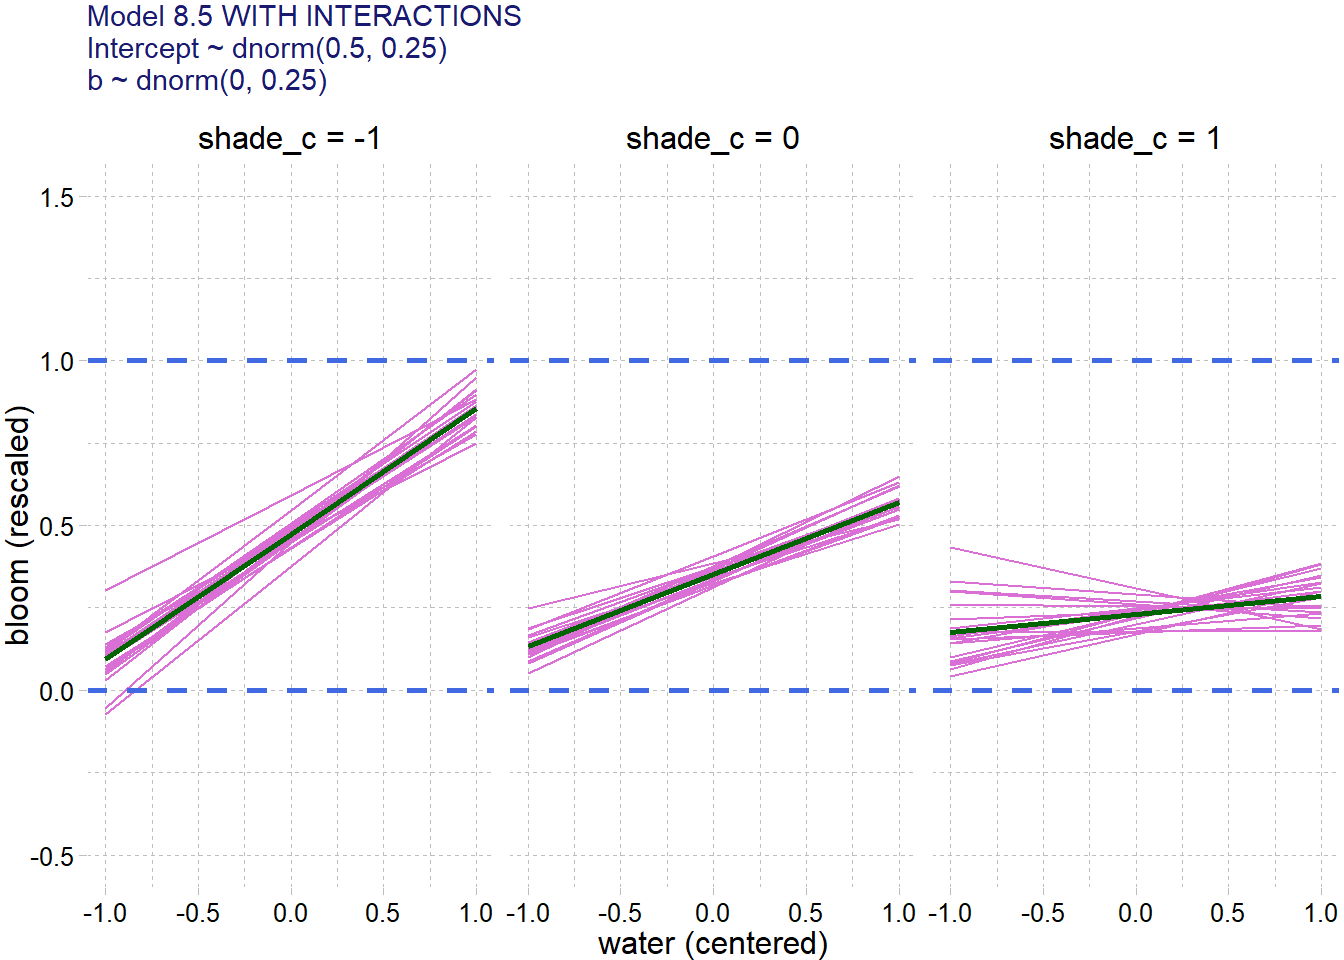 Model 8.5 WITH INTERACTIONS
Intercept ~ dnorm(0.5, 0.25)
b ~ dnorm(0, 0.25)
shade_c = -1 shade_c = 0 shade_c = 1
1.5
1.0
0.5
0.0
-0.5
bloom (rescaled)
-1.0 -0.5 0.0 0.5 1.0 -1.0 -0.5 0.0 0.5 1.0 -1.0 -0.5 0.0 0.5 1.0
water (centered)